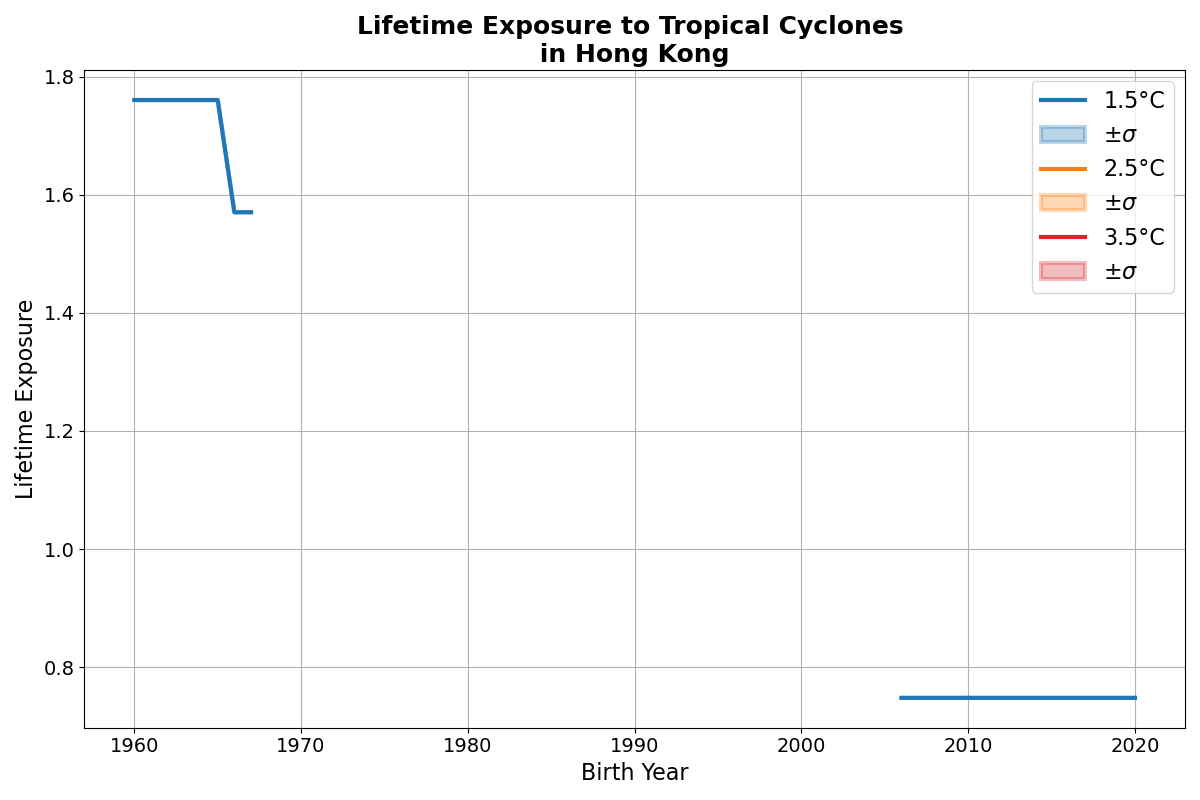 Lifetime Exposure to Tropical Cyclones
in Hong Kong
1.8
1.6
1.4
1.2
1.0
0.8
Lifetime Exposure
1.5°C
±σ
2.5°C
±σ
3.5°C
±σ
1960 1970 1980 1990 2000 2010 2020
Birth Year